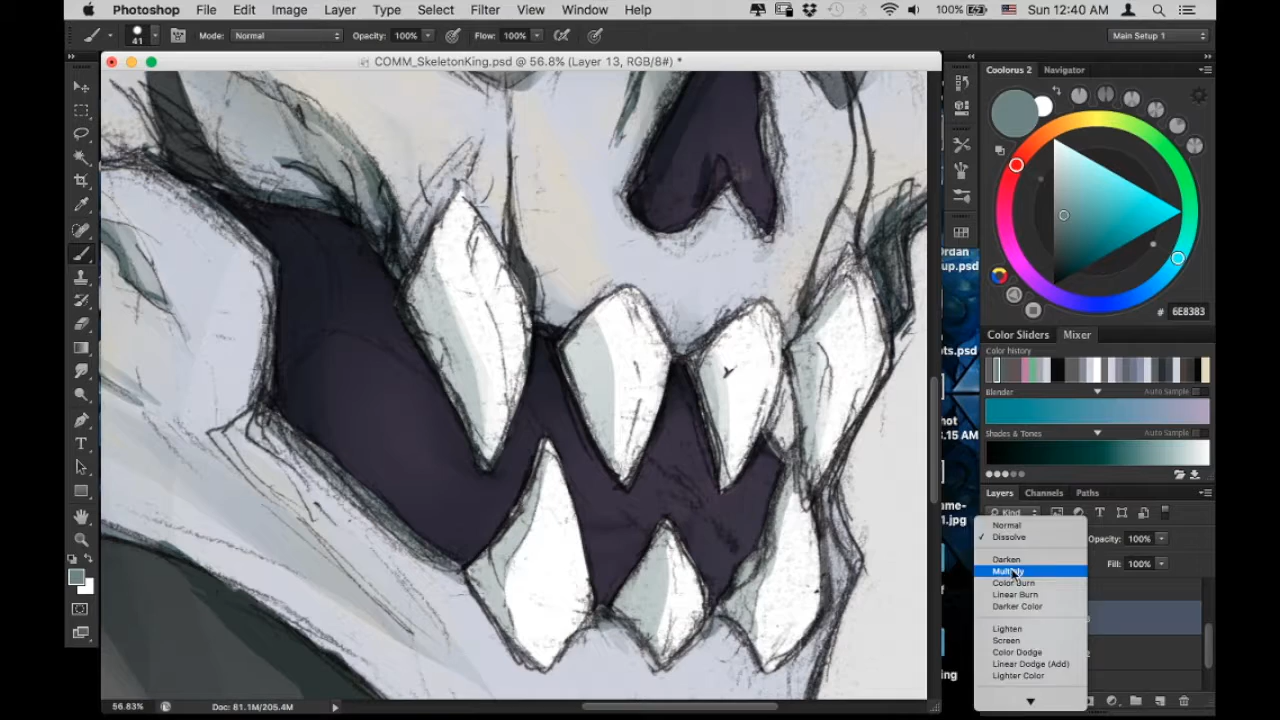 Photoshop File Edit Image Layer Type Select Filter View Window Help 100% Sun 12:40 AM
41 Mode: Normal Opacity: 100% Flow: 100% Main Setup 1
COMM_SkeletonKing.psd @ 56.8% (Layer 13, RGB/8#) *
Coolorus 2 Navigator
# 6E8383
Color Sliders Mixer
Color history
Blender Auto Sample
Shades & Tones Auto Sample
Layers Channels Paths
Kind
Normal
Dissolve
Opacity: 100%
Darken
Fill: 100%
Multiply
Color Burn
Linear Burn
Darker Color
Lighten
Screen
Color Dodge
Linear Dodge (Add)
Lighter Color
ordan
up.psd
ots.psd
hot
.15 AM
ame-
1.jpg
f
ing
T
56.83% Doc: 81.1M/205.4M